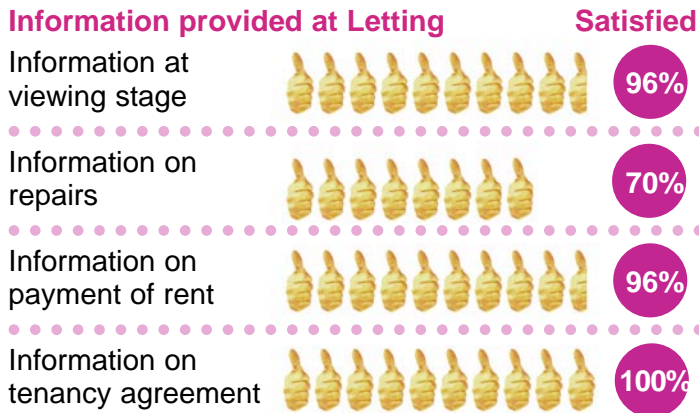 Information provided at Letting Satisfied
Information at
viewing stage
96%
Information on
repairs
70%
Information on
payment of rent
96%
Information on
tenancy agreement
100%